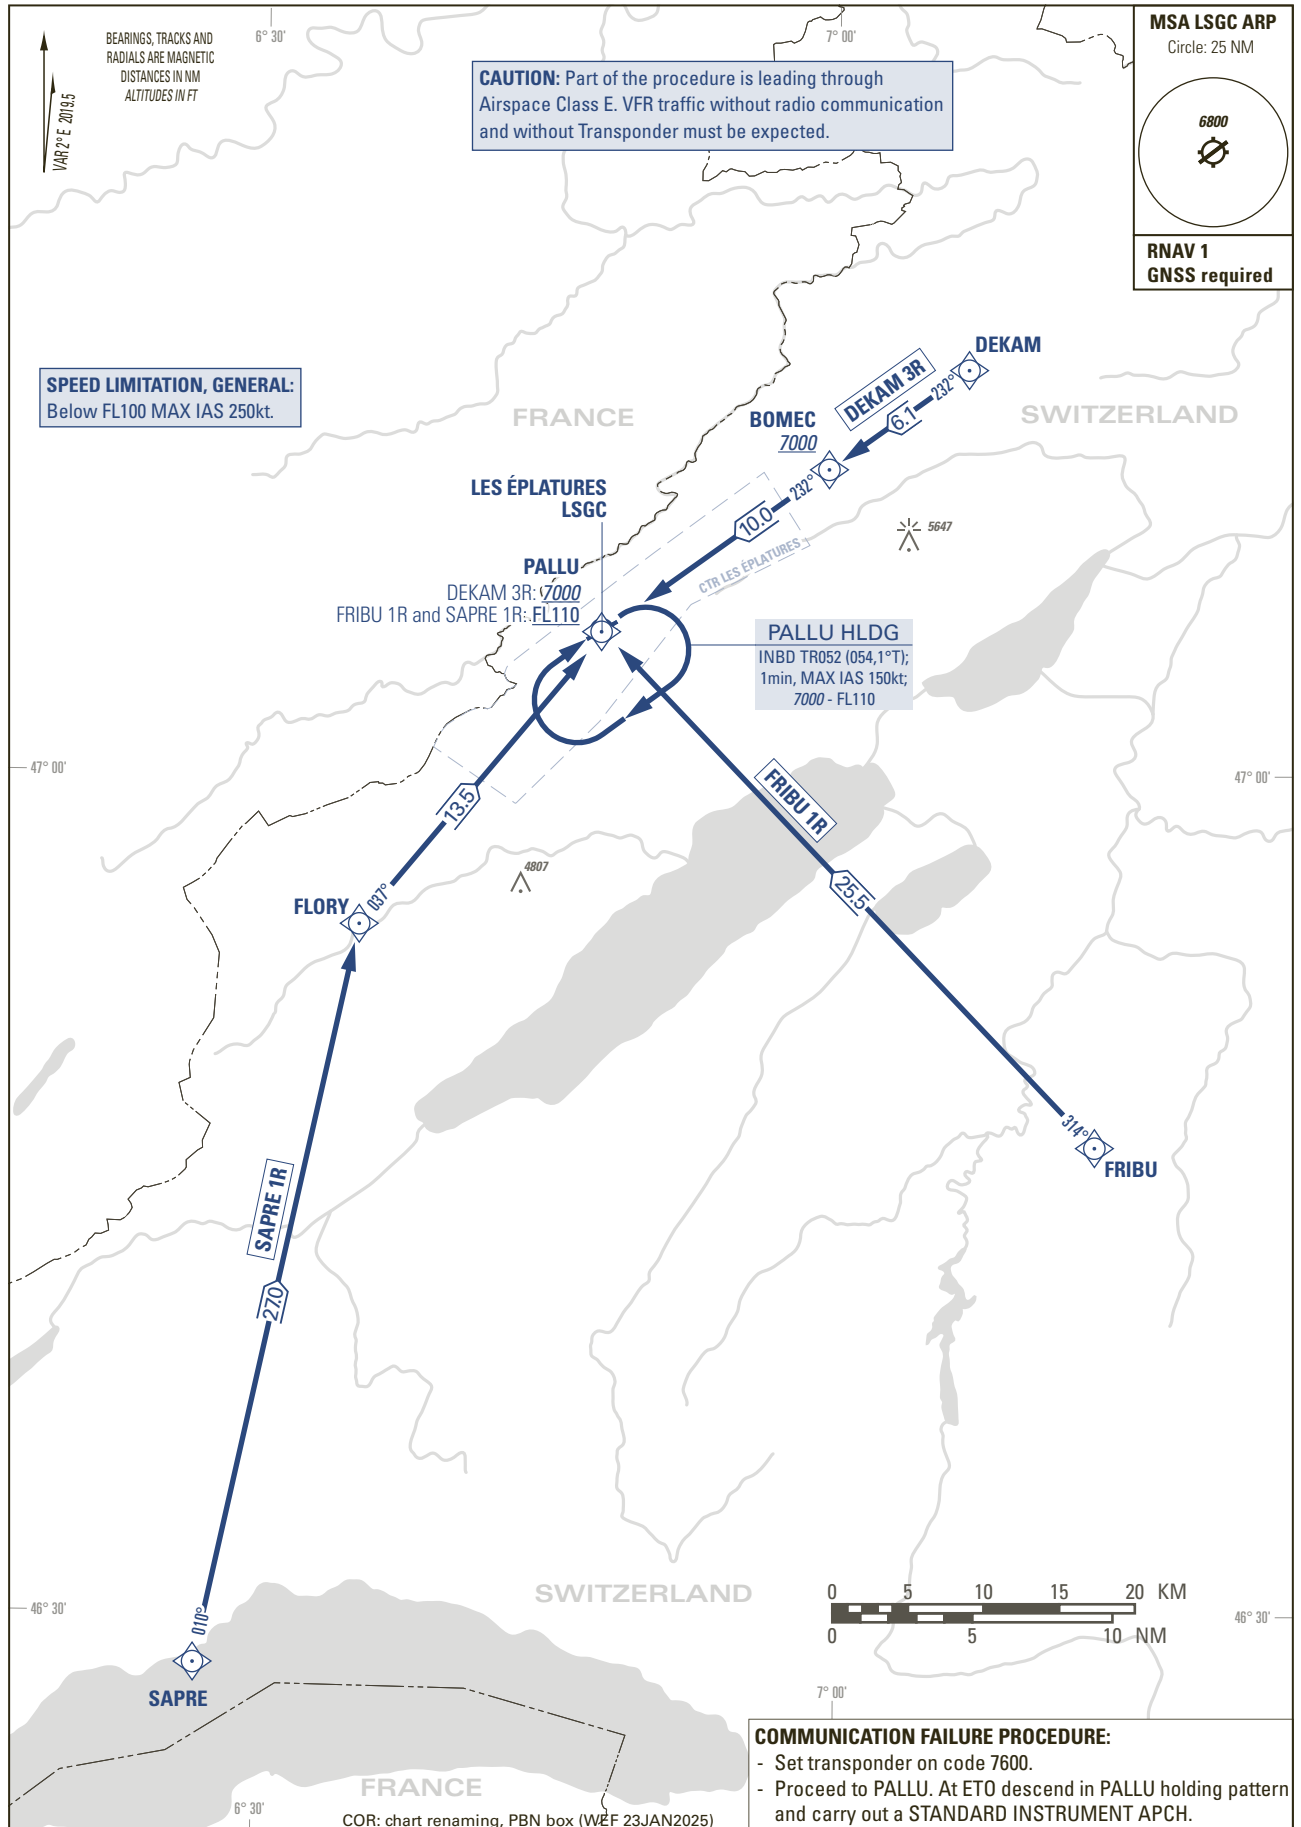 6° 30'
7° 00'
BEARINGS, TRACKS AND
RADIALS ARE MAGNETIC
DISTANCES IN NM
ALTITUDES IN FT
VAR 2° E 2019.5
CAUTION: Part of the procedure is leading through
Airspace Class E. VFR traffic without radio communication
and without Transponder must be expected.
MSA LSGC ARP
Circle: 25 NM
6800
RNAV 1
GNSS required
SPEED LIMITATION, GENERAL:
Below FL100 MAX IAS 250kt.
FRANCE
SWITZERLAND
DEKAM
232°
DEKAM 3R
6.1
BOMEC
7000
232°
10.0
CTR LES ÉPLATURES
5647
LES ÉPLATURES
LSGC
PALLU
DEKAM 3R: 7000
FRIBU 1R and SAPRE 1R: FL110
PALLU HLDG
INBD TR052 (054,1°T);
1min, MAX IAS 150kt;
7000 - FL110
47° 00'
47° 00'
FRIBU 1R
13.5
25.5
4807
037°
FLORY
314°
FRIBU
SAPRE 1R
27.0
010°
SAPRE
46° 30'
46° 30'
SWITZERLAND
0 5 10 15 20 KM
0 5 10 NM
7° 00'
FRANCE
6° 30'
COR: chart renaming, PBN box (WEF 23JAN2025)
COMMUNICATION FAILURE PROCEDURE:
- Set transponder on code 7600.
- Proceed to PALLU. At ETO descend in PALLU holding pattern
and carry out a STANDARD INSTRUMENT APCH.